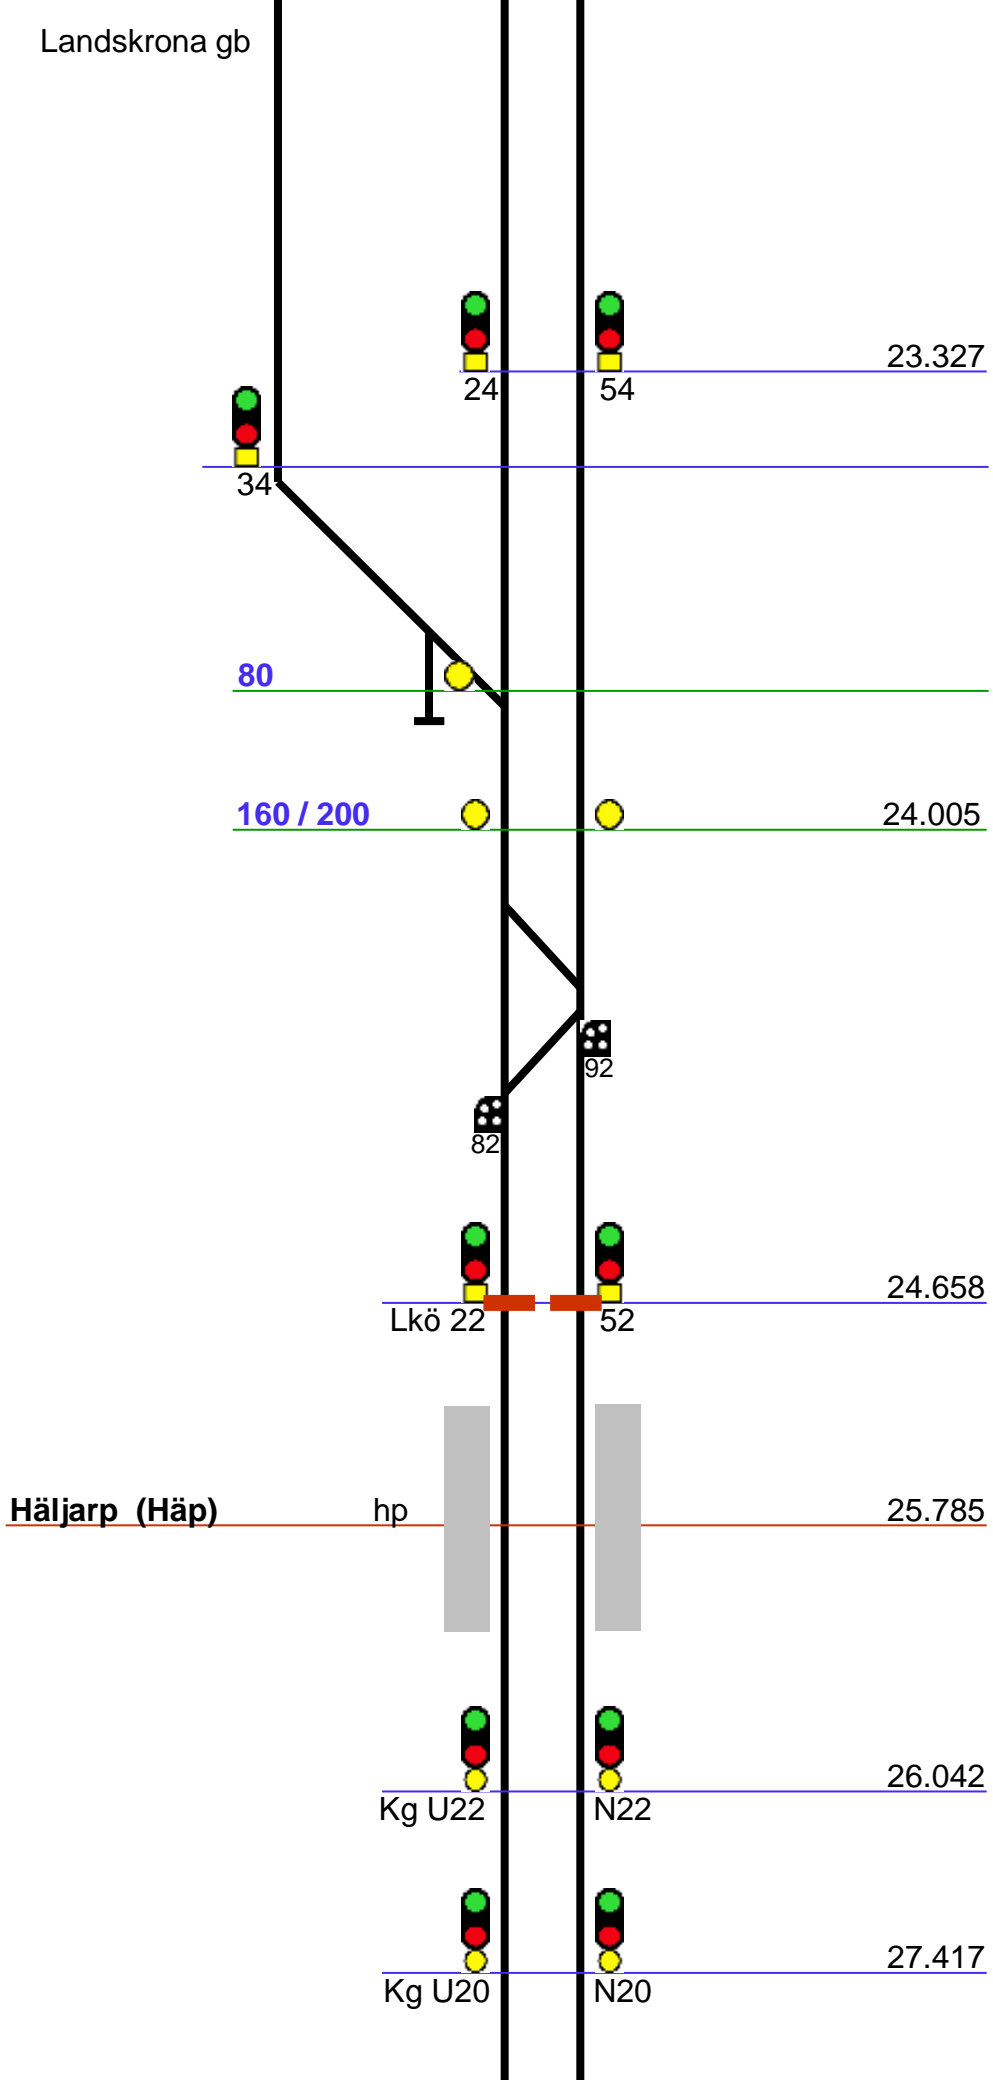 Landskrona gb
23.327
24 54
34
80
160 / 200 24.005
92
82
24.658
Lkö 22 52
Häljarp (Häp) hp 25.785
26.042
Kg U22 N22
27.417
Kg U20 N20